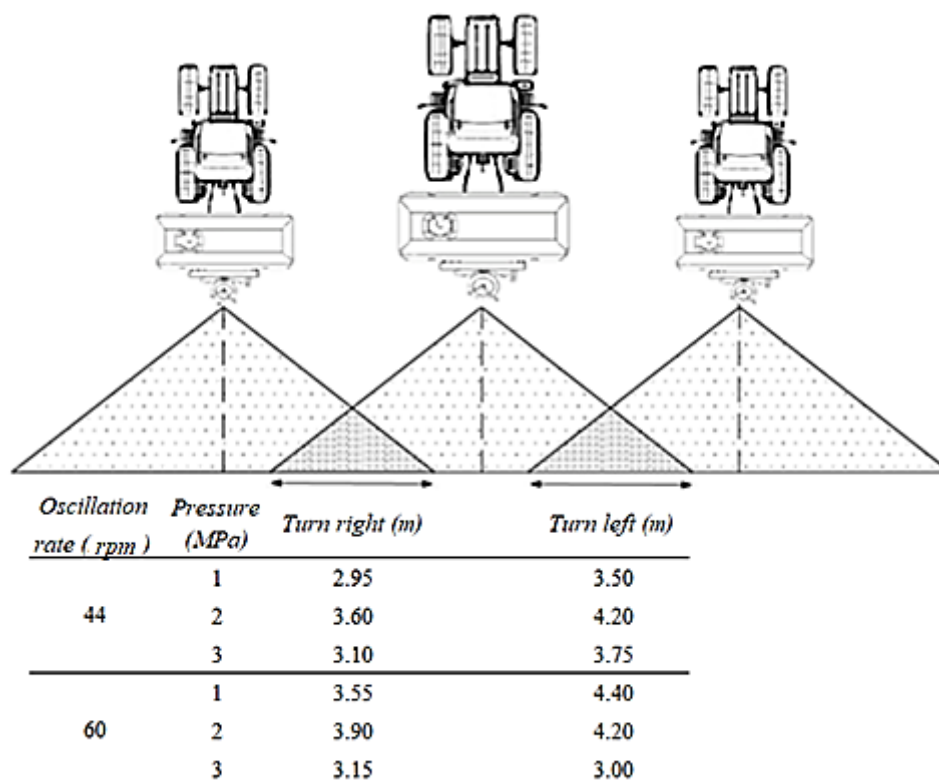 Oscillation rate ( rpm ) Pressure (MPa) Turn right (m) Turn left (m)
44
1 2.95 3.50
2 3.60 4.20
3 3.10 3.75
60
1 3.55 4.40
2 3.90 4.20
3 3.15 3.00